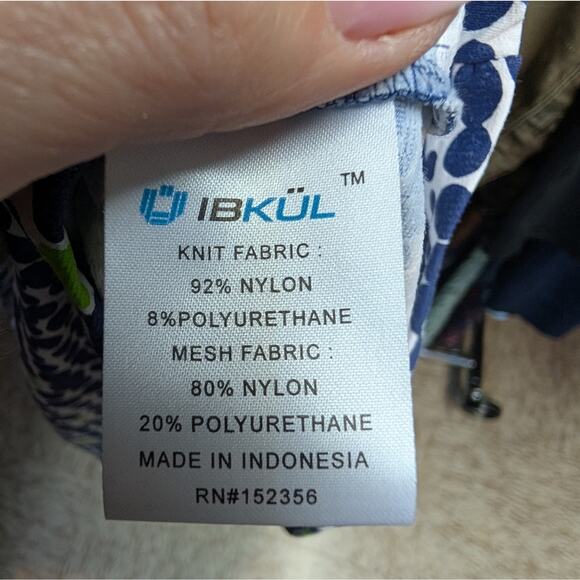 IBKÜL™
KNIT FABRIC :
92% NYLON
8%POLYURETHANE
MESH FABRIC :
80% NYLON
20% POLYURETHANE
MADE IN INDONESIA
RN#152356